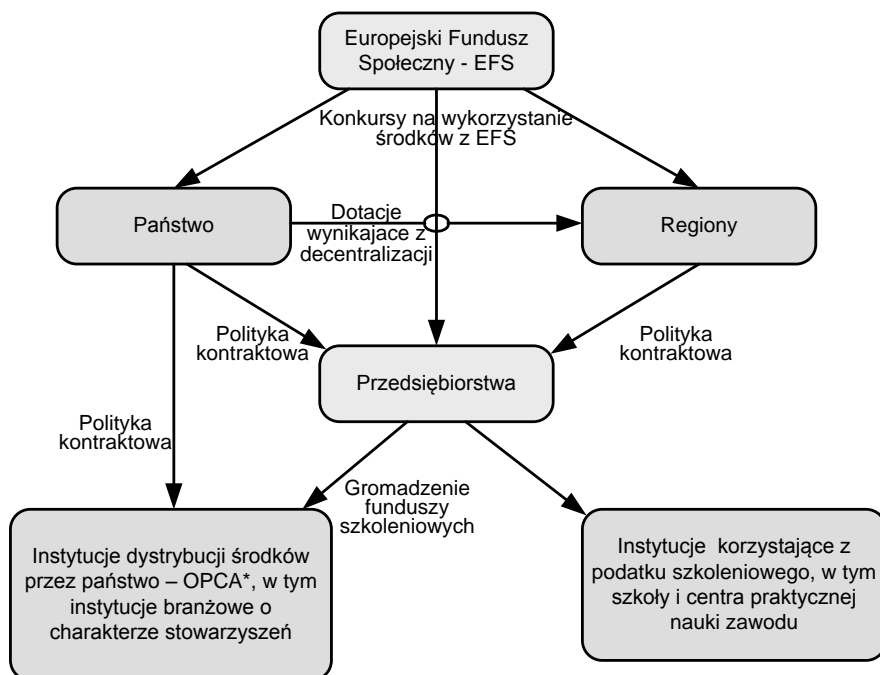 Europejski Fundusz
Społeczny - EFS
Konkursy na wykorzystanie
środków z EFS
Państwo
Dotacje
wynikajace z
decentralizacji
Regiony
Polityka
kontraktowa
Polityka
kontraktowa
Przedsiębiorstwa
Polityka
kontraktowa
Gromadzenie
funduszy
szkoleniowych
Instytucje dystrybucji środków
przez państwo – OPCA*, w tym
instytucje branżowe o
charakterze stowarzyszeń
Instytucje korzystające z
podatku szkoleniowego, w tym
szkoły i centra praktycznej
nauki zawodu